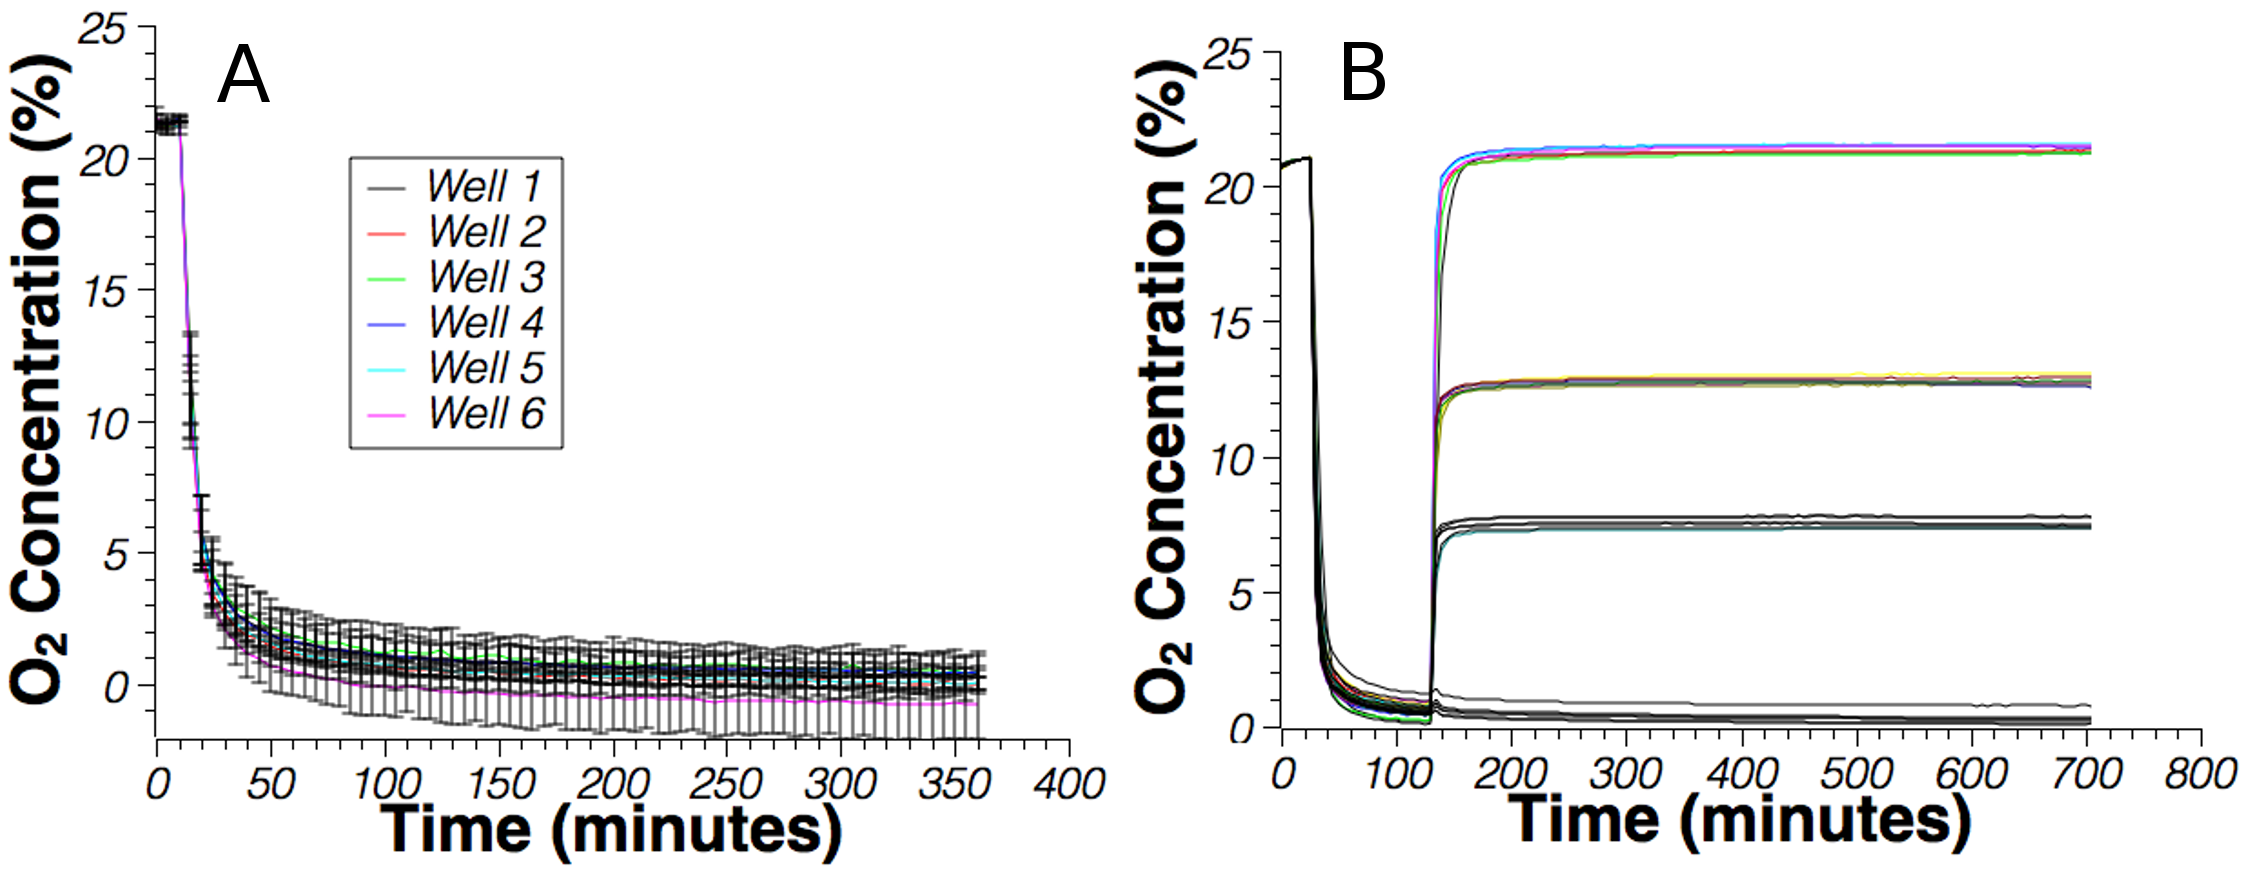 A
O₂ Concentration (%)
25
20
15
10
5
0
Well 1
Well 2
Well 3
Well 4
Well 5
Well 6
0 50 100 150 200 250 300 350 400
Time (minutes)
B
O₂ Concentration (%)
25
20
15
10
5
0
0 100 200 300 400 500 600 700 800
Time (minutes)